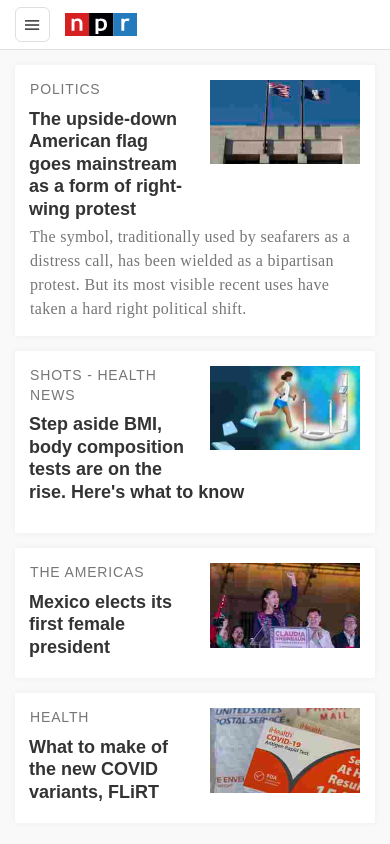 npr
POLITICS
The upside-down
American flag
goes mainstream
as a form of right-
wing protest
The symbol, traditionally used by seafarers as a
distress call, has been wielded as a bipartisan
protest. But its most visible recent uses have
taken a hard right political shift.
SHOTS - HEALTH
NEWS
Step aside BMI,
body composition
tests are on the
rise. Here's what to know
THE AMERICAS
Mexico elects its
first female
president
CLAUDIA
SHEINBAUM
HEALTH
What to make of
the new COVID
variants, FLiRT
UNITED STATES
POSTAL SERVICE
MAIL
iHealth
iHealth
COVID-19
Antigen Rapid Test
FDA